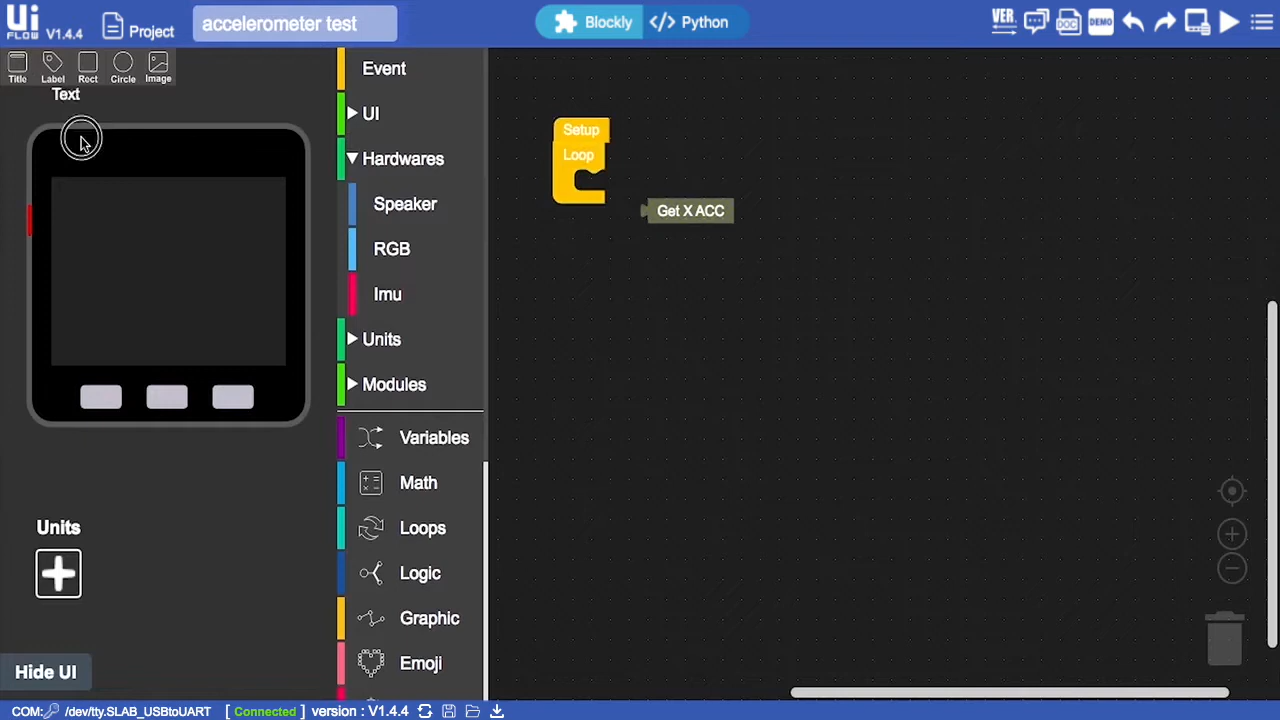 Ui FLOW V1.4.4
Project
accelerometer test
Blockly
Python
VER.
DOC
DEMO
Title
Label
Rect
Circle
Image
Text
Event
UI
Hardwares
Speaker
RGB
Imu
Units
Modules
Variables
Math
Loops
Logic
Graphic
Emoji
Setup
Loop
Get X ACC
Units
Hide UI
COM: /dev/tty.SLAB_USBtoUART [ Connected ] version : V1.4.4